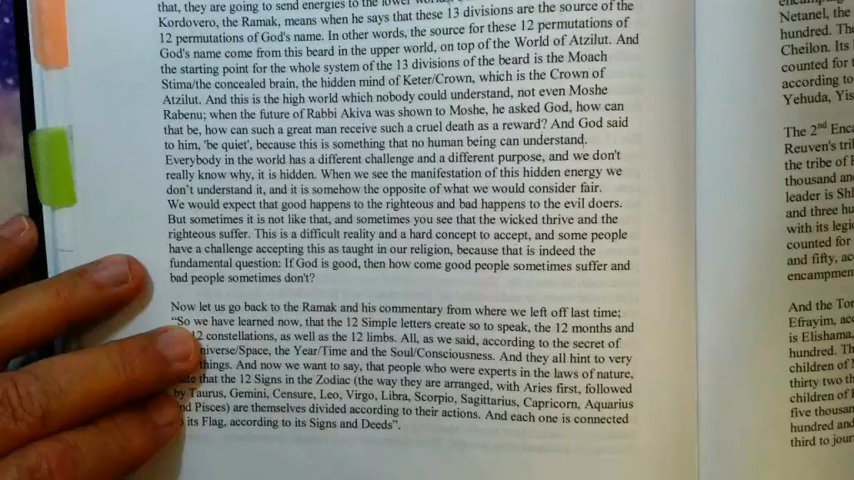 that, they are going to send energies to the lower
Kordovero, the Ramak, means when he says that these 13 divisions are the source of the
12 permutations of God's name. In other words, the source for these 12 permutations of
God's name come from this beard in the upper world, on top of the World of Atzilut. And
the starting point for the whole system of the 13 divisions of the beard is the Moach
Stima/the concealed brain, the hidden mind of Keter/Crown, which is the Crown of
Atzilut. And this is the high world which nobody could understand, not even Moshe
Rabenu; when the future of Rabbi Akiva was shown to Moshe, he asked God, how can
that be, how can such a great man receive such a cruel death as a reward? And God said
to him, 'be quiet', because this is something that no human being can understand.
Everybody in the world has a different challenge and a different purpose, and we don't
really know why, it is hidden. When we see the manifestation of this hidden energy we
don't understand it, and it is somehow the opposite of what we would consider fair.
We would expect that good happens to the righteous and bad happens to the evil doers.
But sometimes it is not like that, and sometimes you see that the wicked thrive and the
righteous suffer. This is a difficult reality and a hard concept to accept, and some people
have a challenge accepting this as taught in our religion, because that is indeed the
fundamental question: If God is good, then how come good people sometimes suffer and
bad people sometimes don't?
Now let us go back to the Ramak and his commentary from where we left off last time;
"So we have learned now, that the 12 Simple letters create so to speak, the 12 months and
12 constellations, as well as the 12 limbs. All, as we said, according to the secret of
niverse/Space, the Year/Time and the Soul/Consciousness. And they all hint to very
things. And now we want to say, that people who were experts in the laws of nature,
that the 12 Signs in the Zodiac (the way they are arranged, with Aries first, followed
by Taurus, Gemini, Censure, Leo, Virgo, Libra, Scorpio, Sagittarius, Capricorn, Aquarius
nd Pisces) are themselves divided according to their actions. And each one is connected
its Flag, according to its Signs and Deeds".
Netanel, the
hundred. The
Cheilon. Its
counted for
according to
Yehuda, Yis
The 2nd Enc
Reuven's tri
the tribe of
thousand an
leader is Shl
and three hu
with its legi
counted for
and fifty, ac
encampmen
And the Tor
Efrayim, acc
is Elishama,
hundred. Th
children of
thirty two th
children of
five thousan
hundred and
third to jour